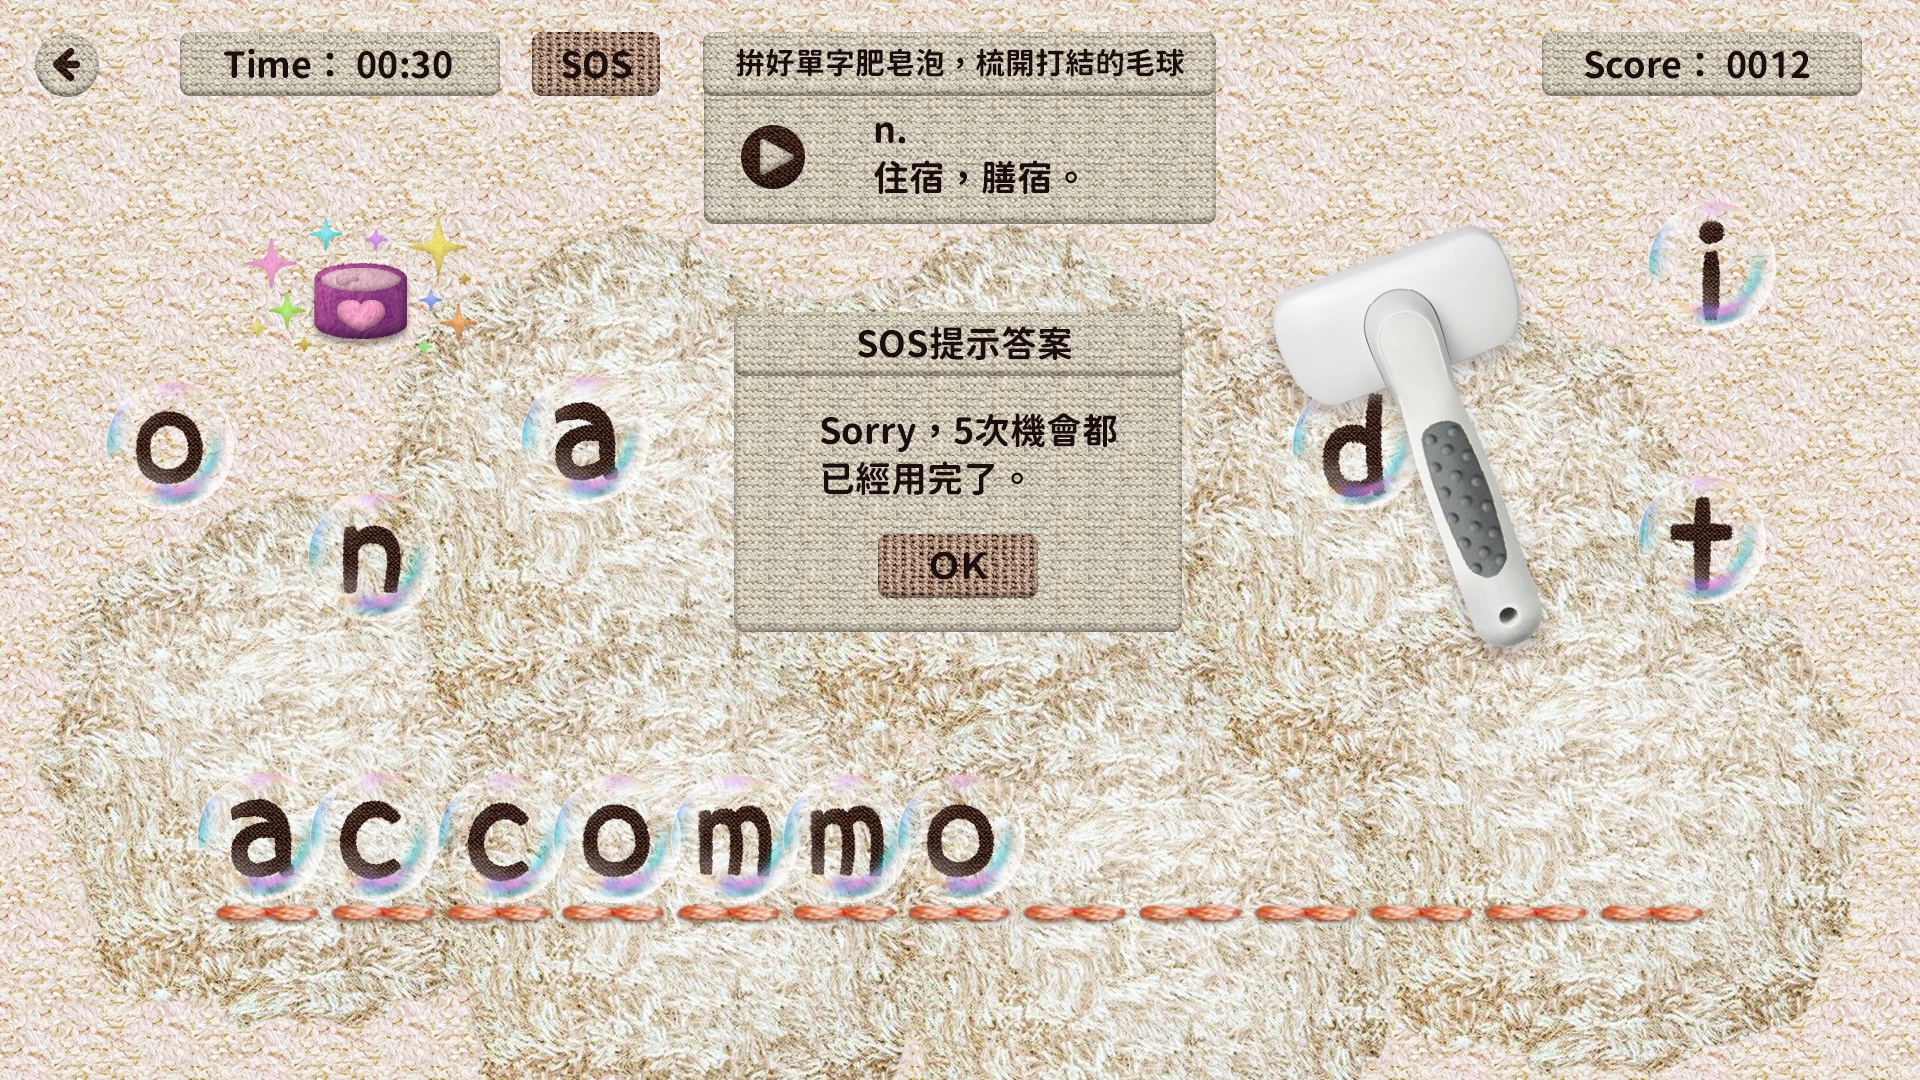 Time： 00:30
SOS
拚好單字肥皂泡，梳開打結的毛球
Score： 0012
n.
住宿，膳宿。
i
SOS提示答案
o
a
Sorry，5次機會都
已經用完了。
d
n
t
OK
accommo